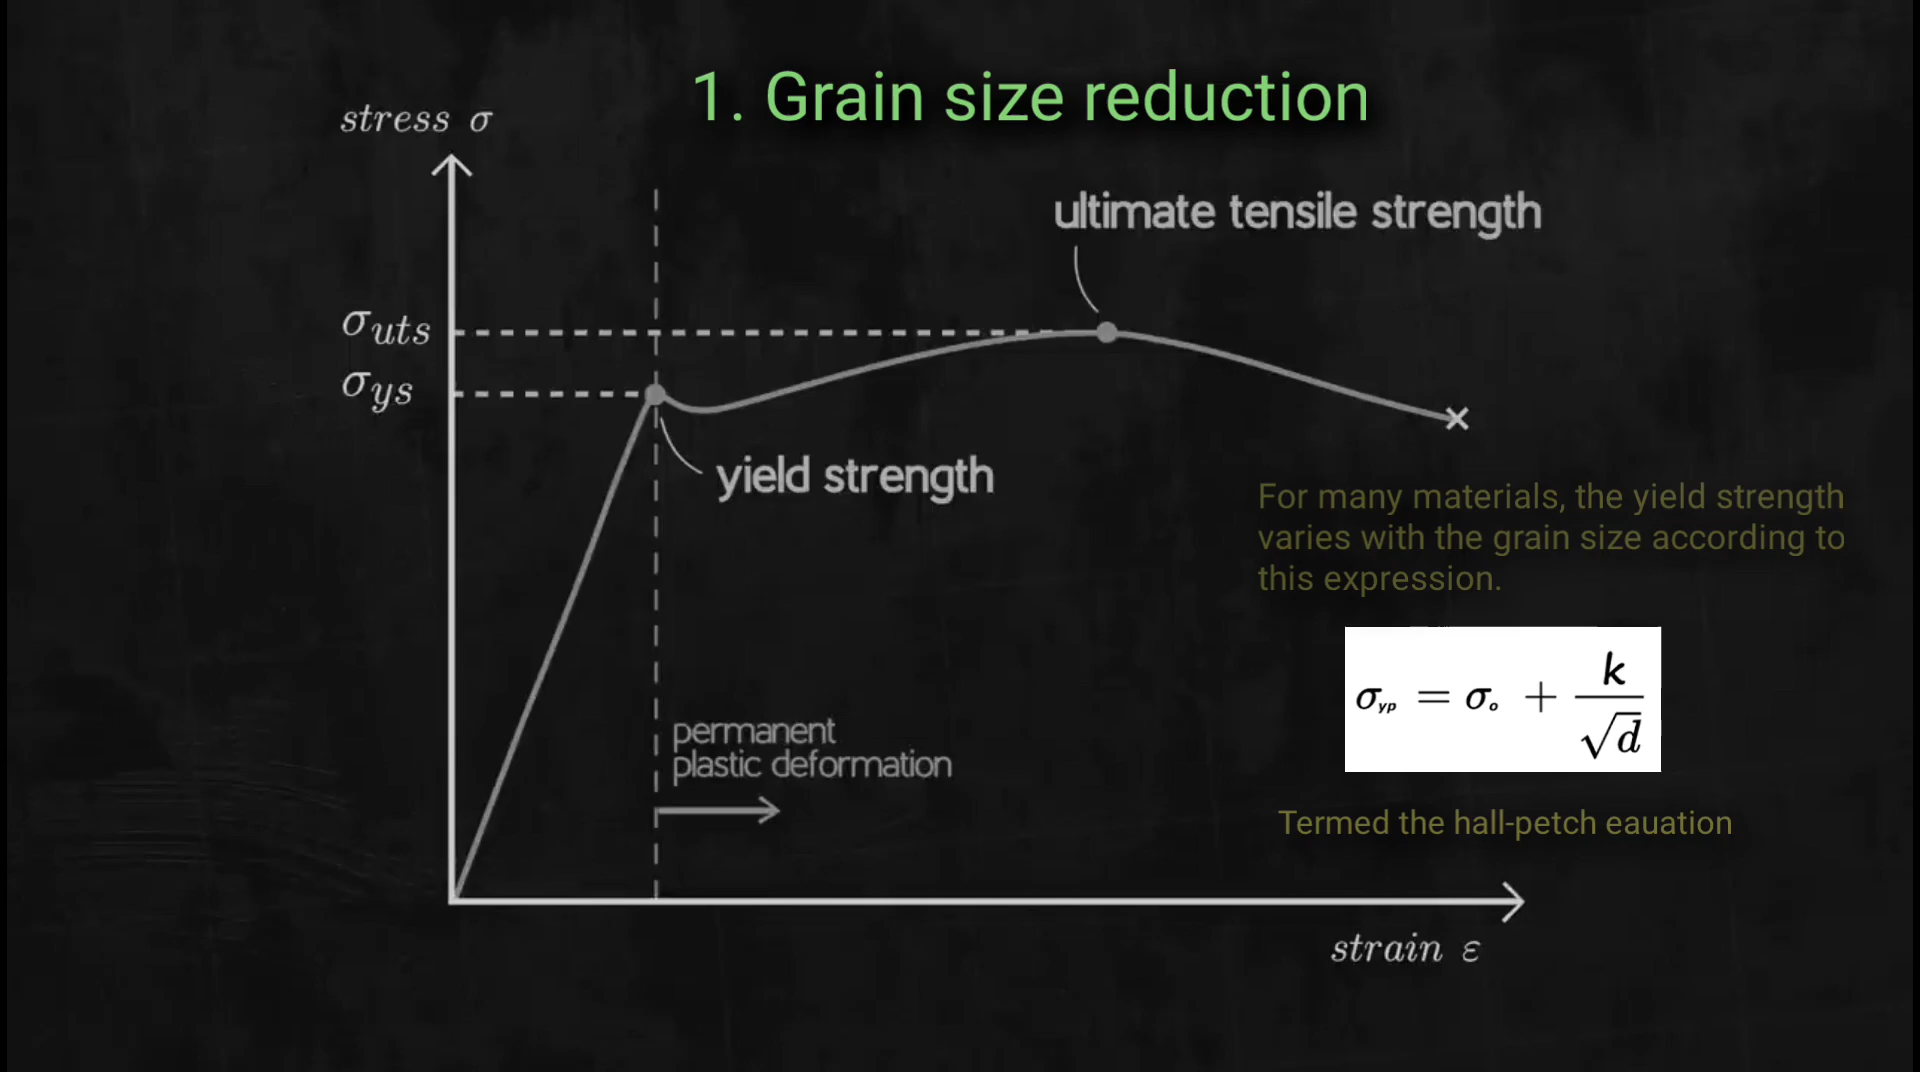 1. Grain size reduction
stress σ
ultimate tensile strength
σuts
σys
yield strength
For many materials, the yield strength
varies with the grain size according to
this expression.
σyp = σo + k/√d
permanent
plastic deformation
Termed the hall-petch eauation
strain ε